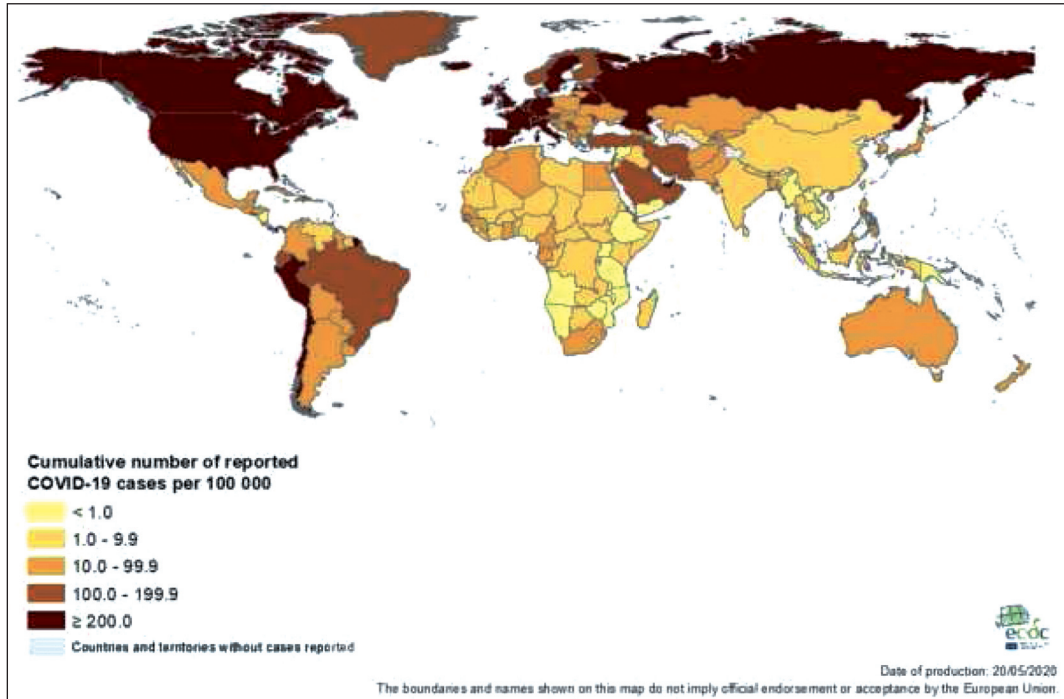 Cumulative number of reported
COVID-19 cases per 100 000
< 1.0
1.0 - 9.9
10.0 - 99.9
100.0 - 199.9
≥ 200.0
Countries and territories without cases reported
ecdc
Date of production: 20/05/2020
The boundaries and names shown on this map do not imply official endorsement or acceptance by the European Union.